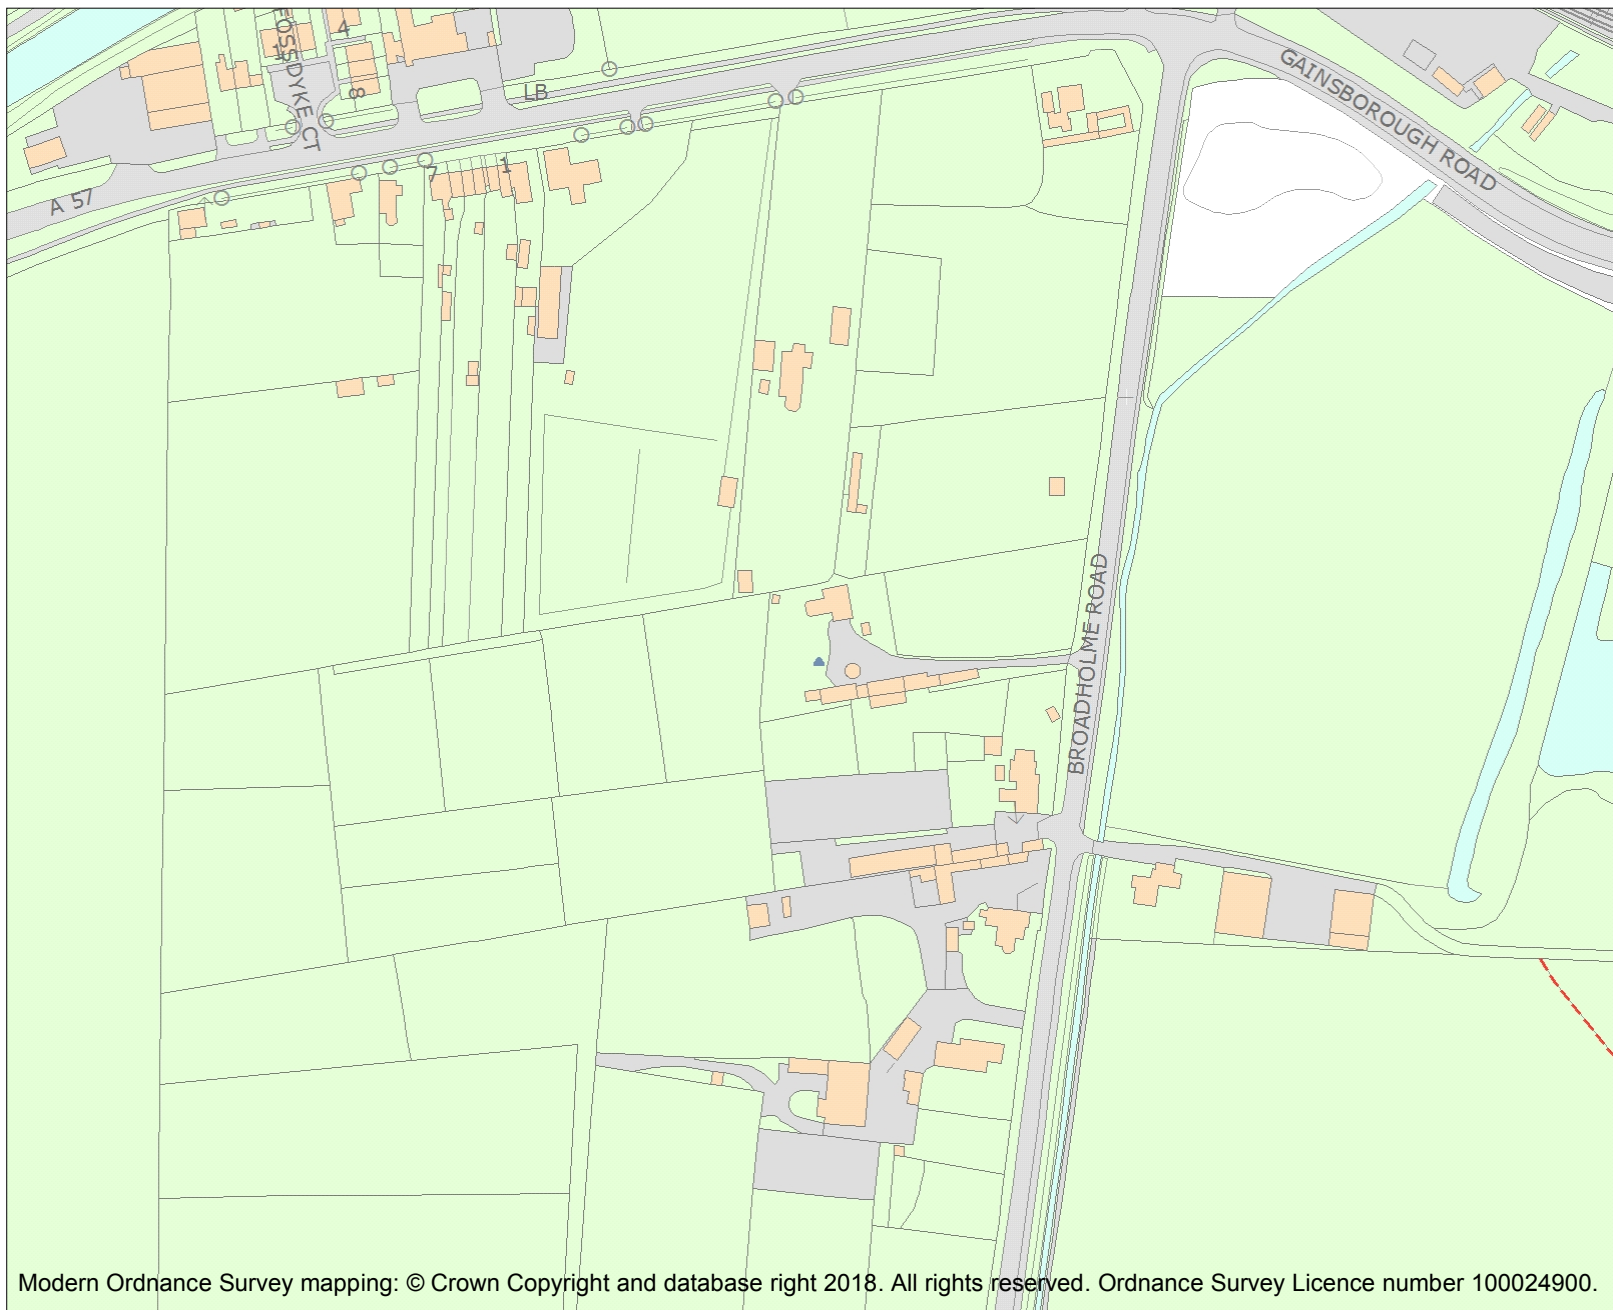 FOSSDYKE CT
4
1
8
LB
GAINSBOROUGH ROAD
7
1
A 57
BROADHOLME ROAD
Modern Ordnance Survey mapping: © Crown Copyright and database right 2018. All rights reserved. Ordnance Survey Licence number 100024900.